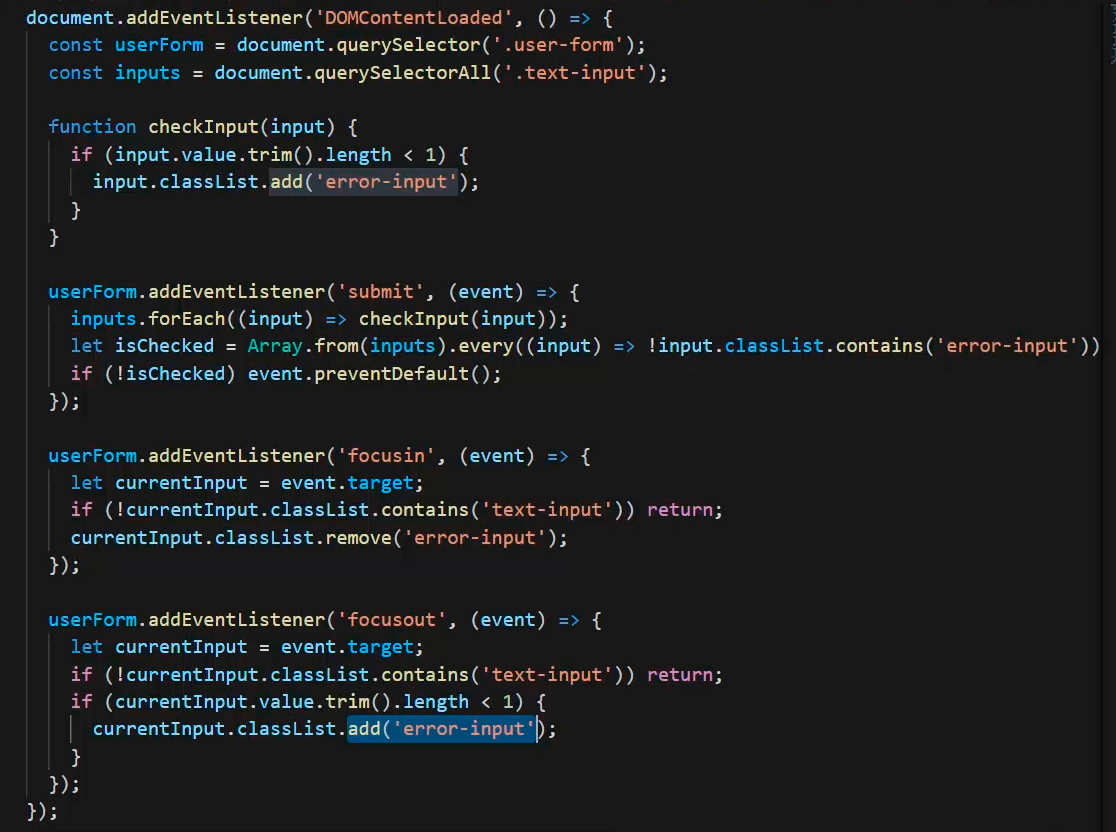 document.addEventListener('DOMContentLoaded', () => {
  const userForm = document.querySelector('.user-form');
  const inputs = document.querySelectorAll('.text-input');

  function checkInput(input) {
    if (input.value.trim().length < 1) {
      input.classList.add('error-input');
    }
  }

  userForm.addEventListener('submit', (event) => {
    inputs.forEach((input) => checkInput(input));
    let isChecked = Array.from(inputs).every((input) => !input.classList.contains('error-input'))
    if (!isChecked) event.preventDefault();
  });

  userForm.addEventListener('focusin', (event) => {
    let currentInput = event.target;
    if (!currentInput.classList.contains('text-input')) return;
    currentInput.classList.remove('error-input');
  });

  userForm.addEventListener('focusout', (event) => {
    let currentInput = event.target;
    if (!currentInput.classList.contains('text-input')) return;
    if (currentInput.value.trim().length < 1) {
      currentInput.classList.add('error-input');
    }
  });
});